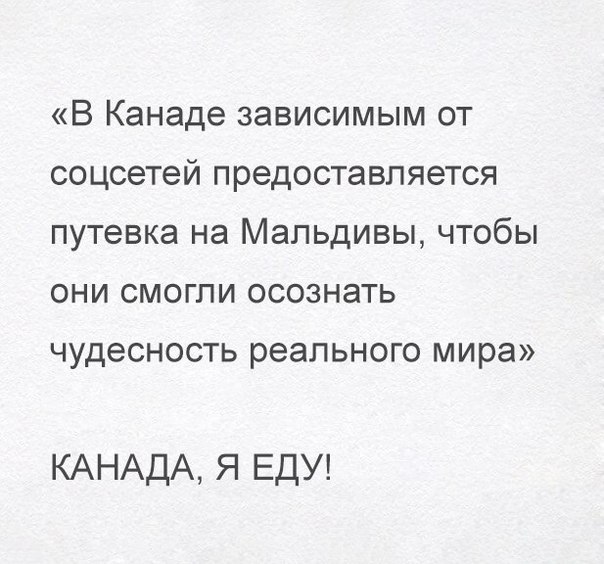 «В Канаде зависимым от
соцсетей предоставляется
путевка на Мальдивы, чтобы
они смогли осознать
чудесность реального мира»
КАНАДА, Я ЕДУ!